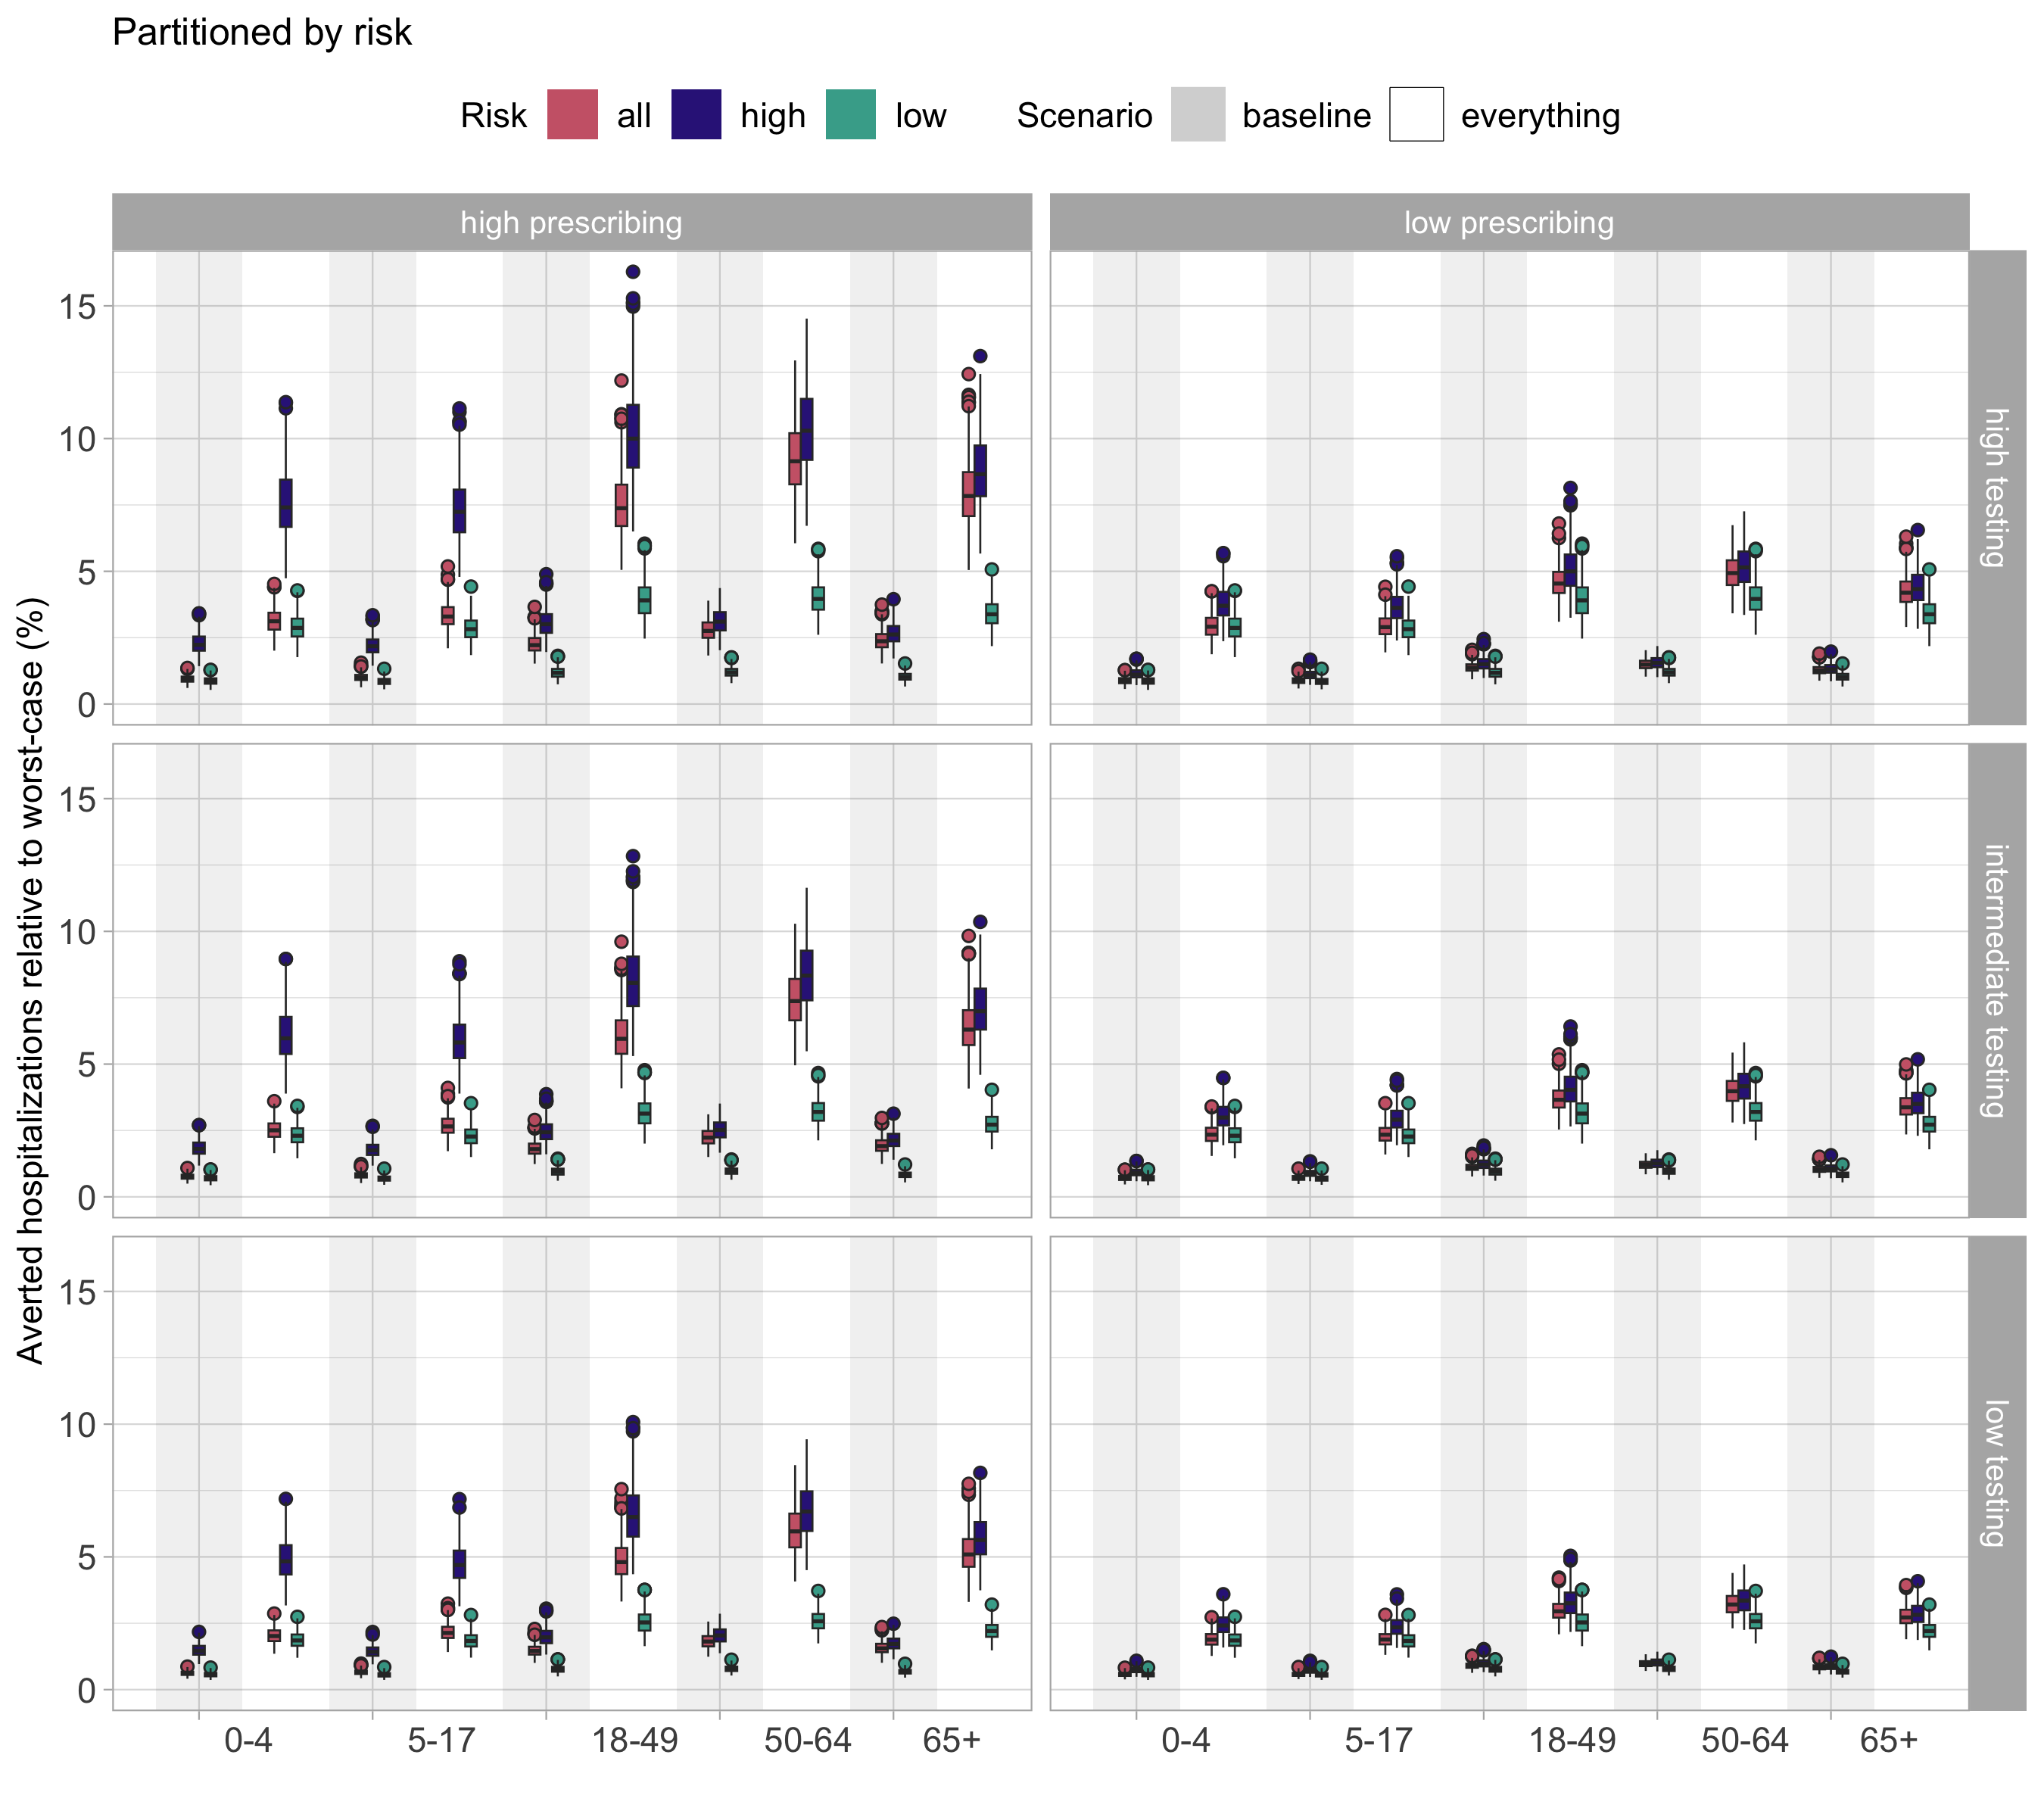 Partitioned by risk
Risk all high low Scenario baseline everything
high prescribing low prescribing
Averted hospitalizations relative to worst-case (%)
15
10
5
0
high testing
15
10
5
0
intermediate testing
15
10
5
0
low testing
0-4 5-17 18-49 50-64 65+ 0-4 5-17 18-49 50-64 65+